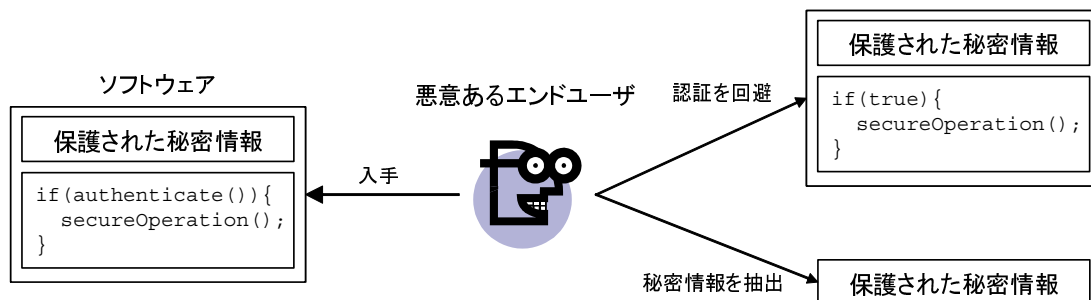 ソフトウェア
保護された秘密情報
if(authenticate()){
  secureOperation();
}
入手
悪意あるエンドユーザ
認証を回避
保護された秘密情報
if(true){
  secureOperation();
}
秘密情報を抽出
保護された秘密情報